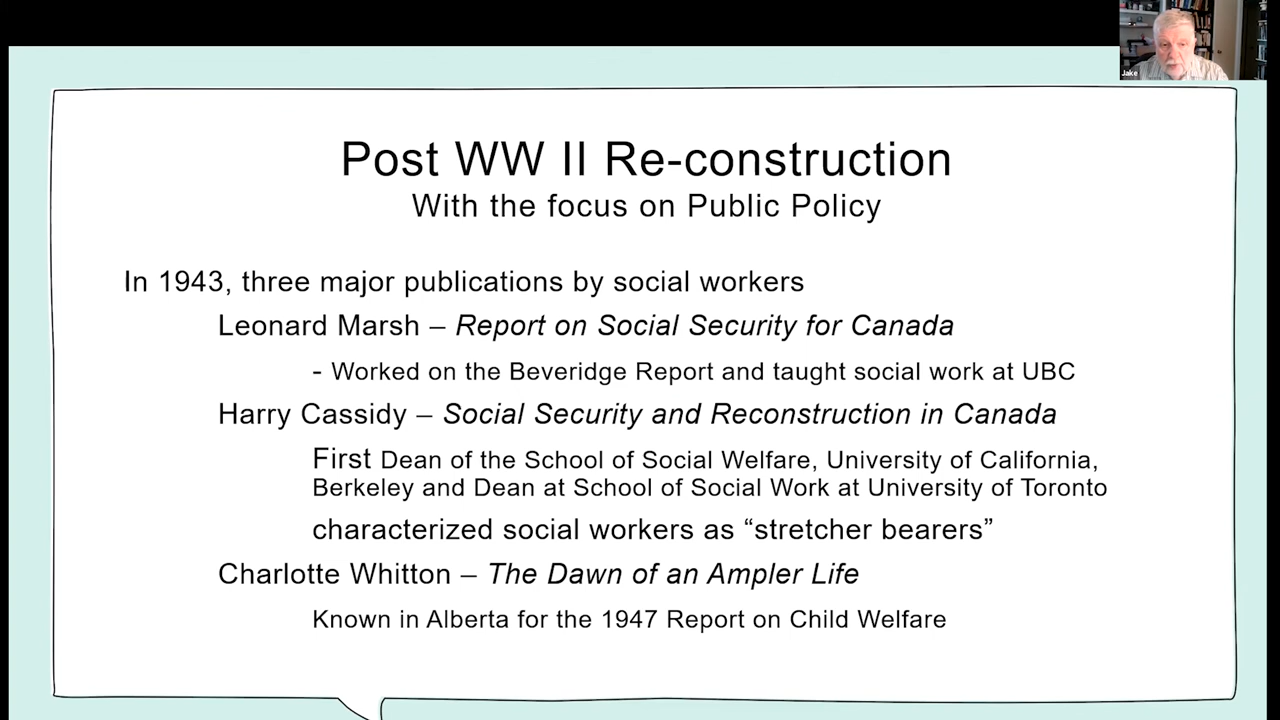 Jake
Post WW II Re-construction
With the focus on Public Policy
In 1943, three major publications by social workers
Leonard Marsh – Report on Social Security for Canada
- Worked on the Beveridge Report and taught social work at UBC
Harry Cassidy – Social Security and Reconstruction in Canada
First Dean of the School of Social Welfare, University of California,
Berkeley and Dean at School of Social Work at University of Toronto
characterized social workers as “stretcher bearers”
Charlotte Whitton – The Dawn of an Ampler Life
Known in Alberta for the 1947 Report on Child Welfare